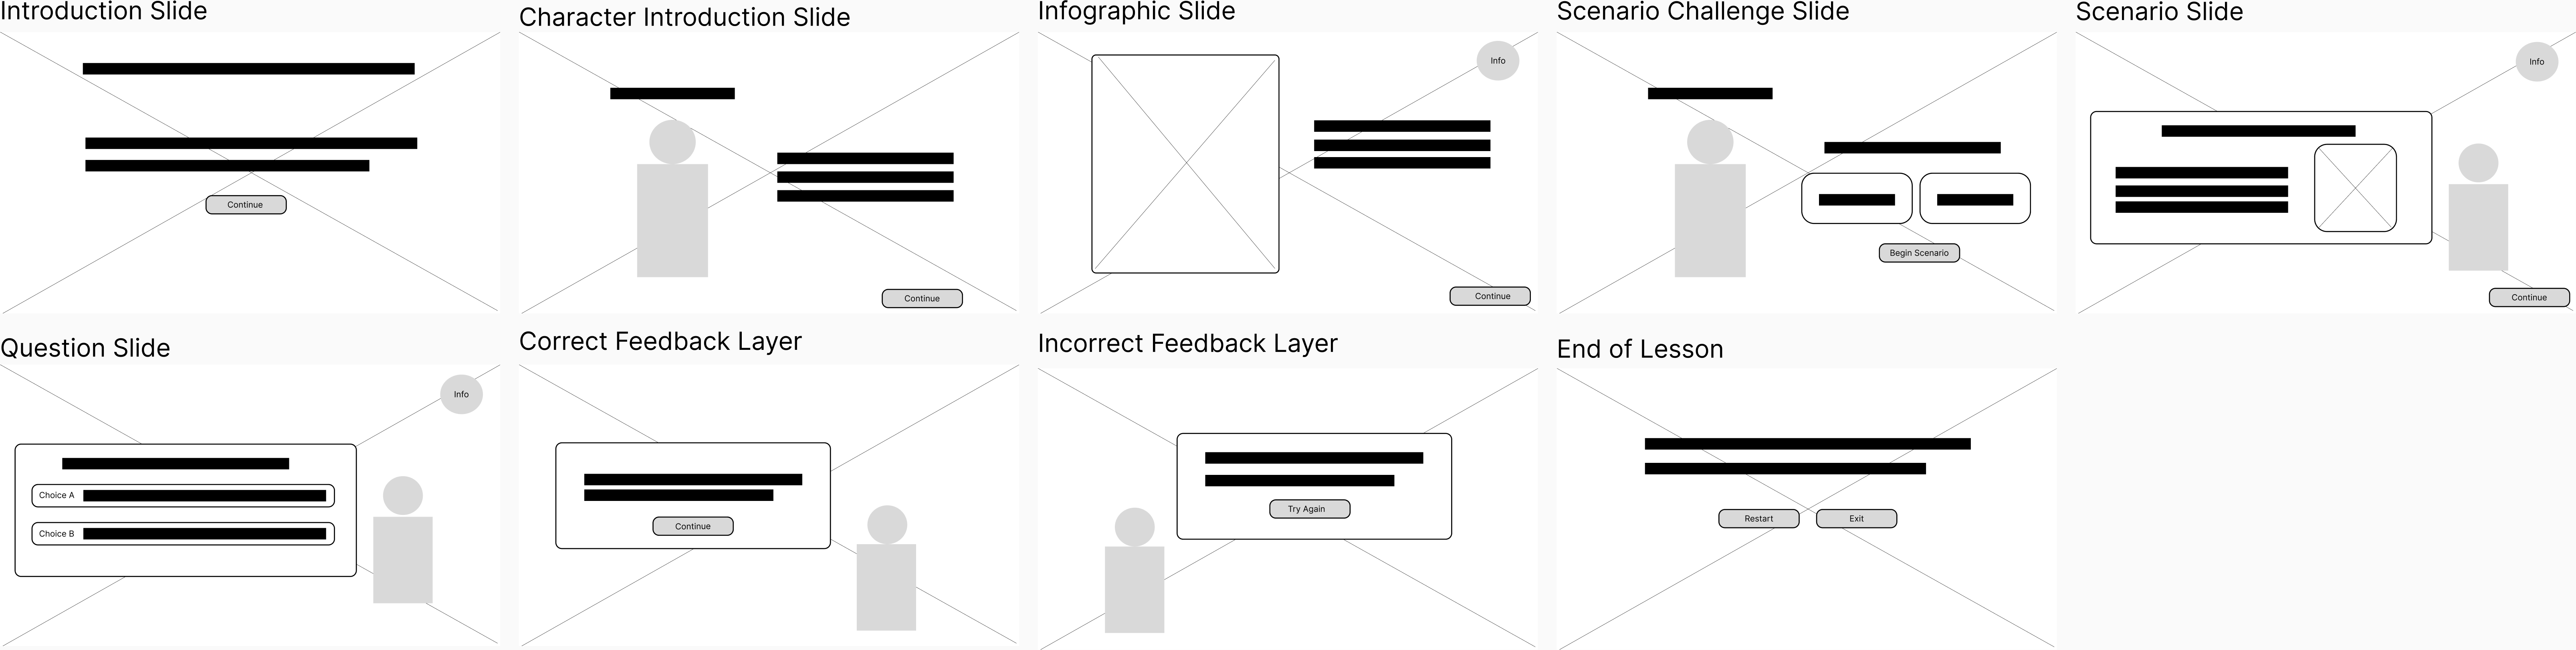 Introduction Slide
Continue
Character Introduction Slide
Continue
Infographic Slide
Info
Continue
Scenario Challenge Slide
Begin Scenario
Scenario Slide
Info
Continue
Question Slide
Info
Choice A
Choice B
Correct Feedback Layer
Continue
Incorrect Feedback Layer
Try Again
End of Lesson
Restart
Exit